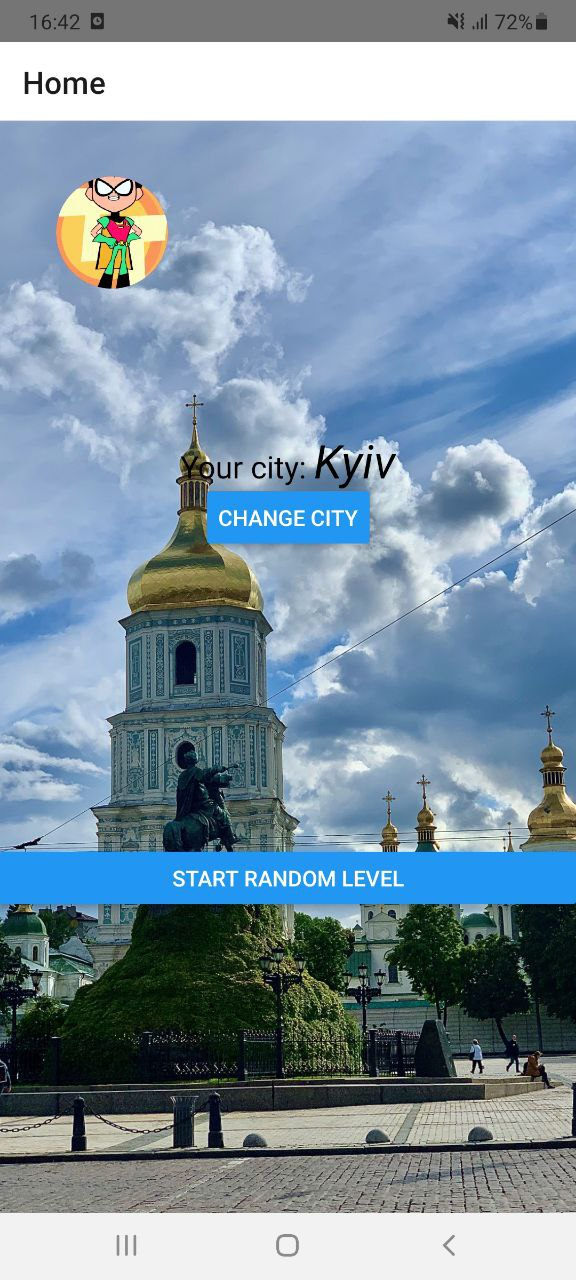 16:42
72%
Home
Your city: Kyiv
CHANGE CITY
START RANDOM LEVEL